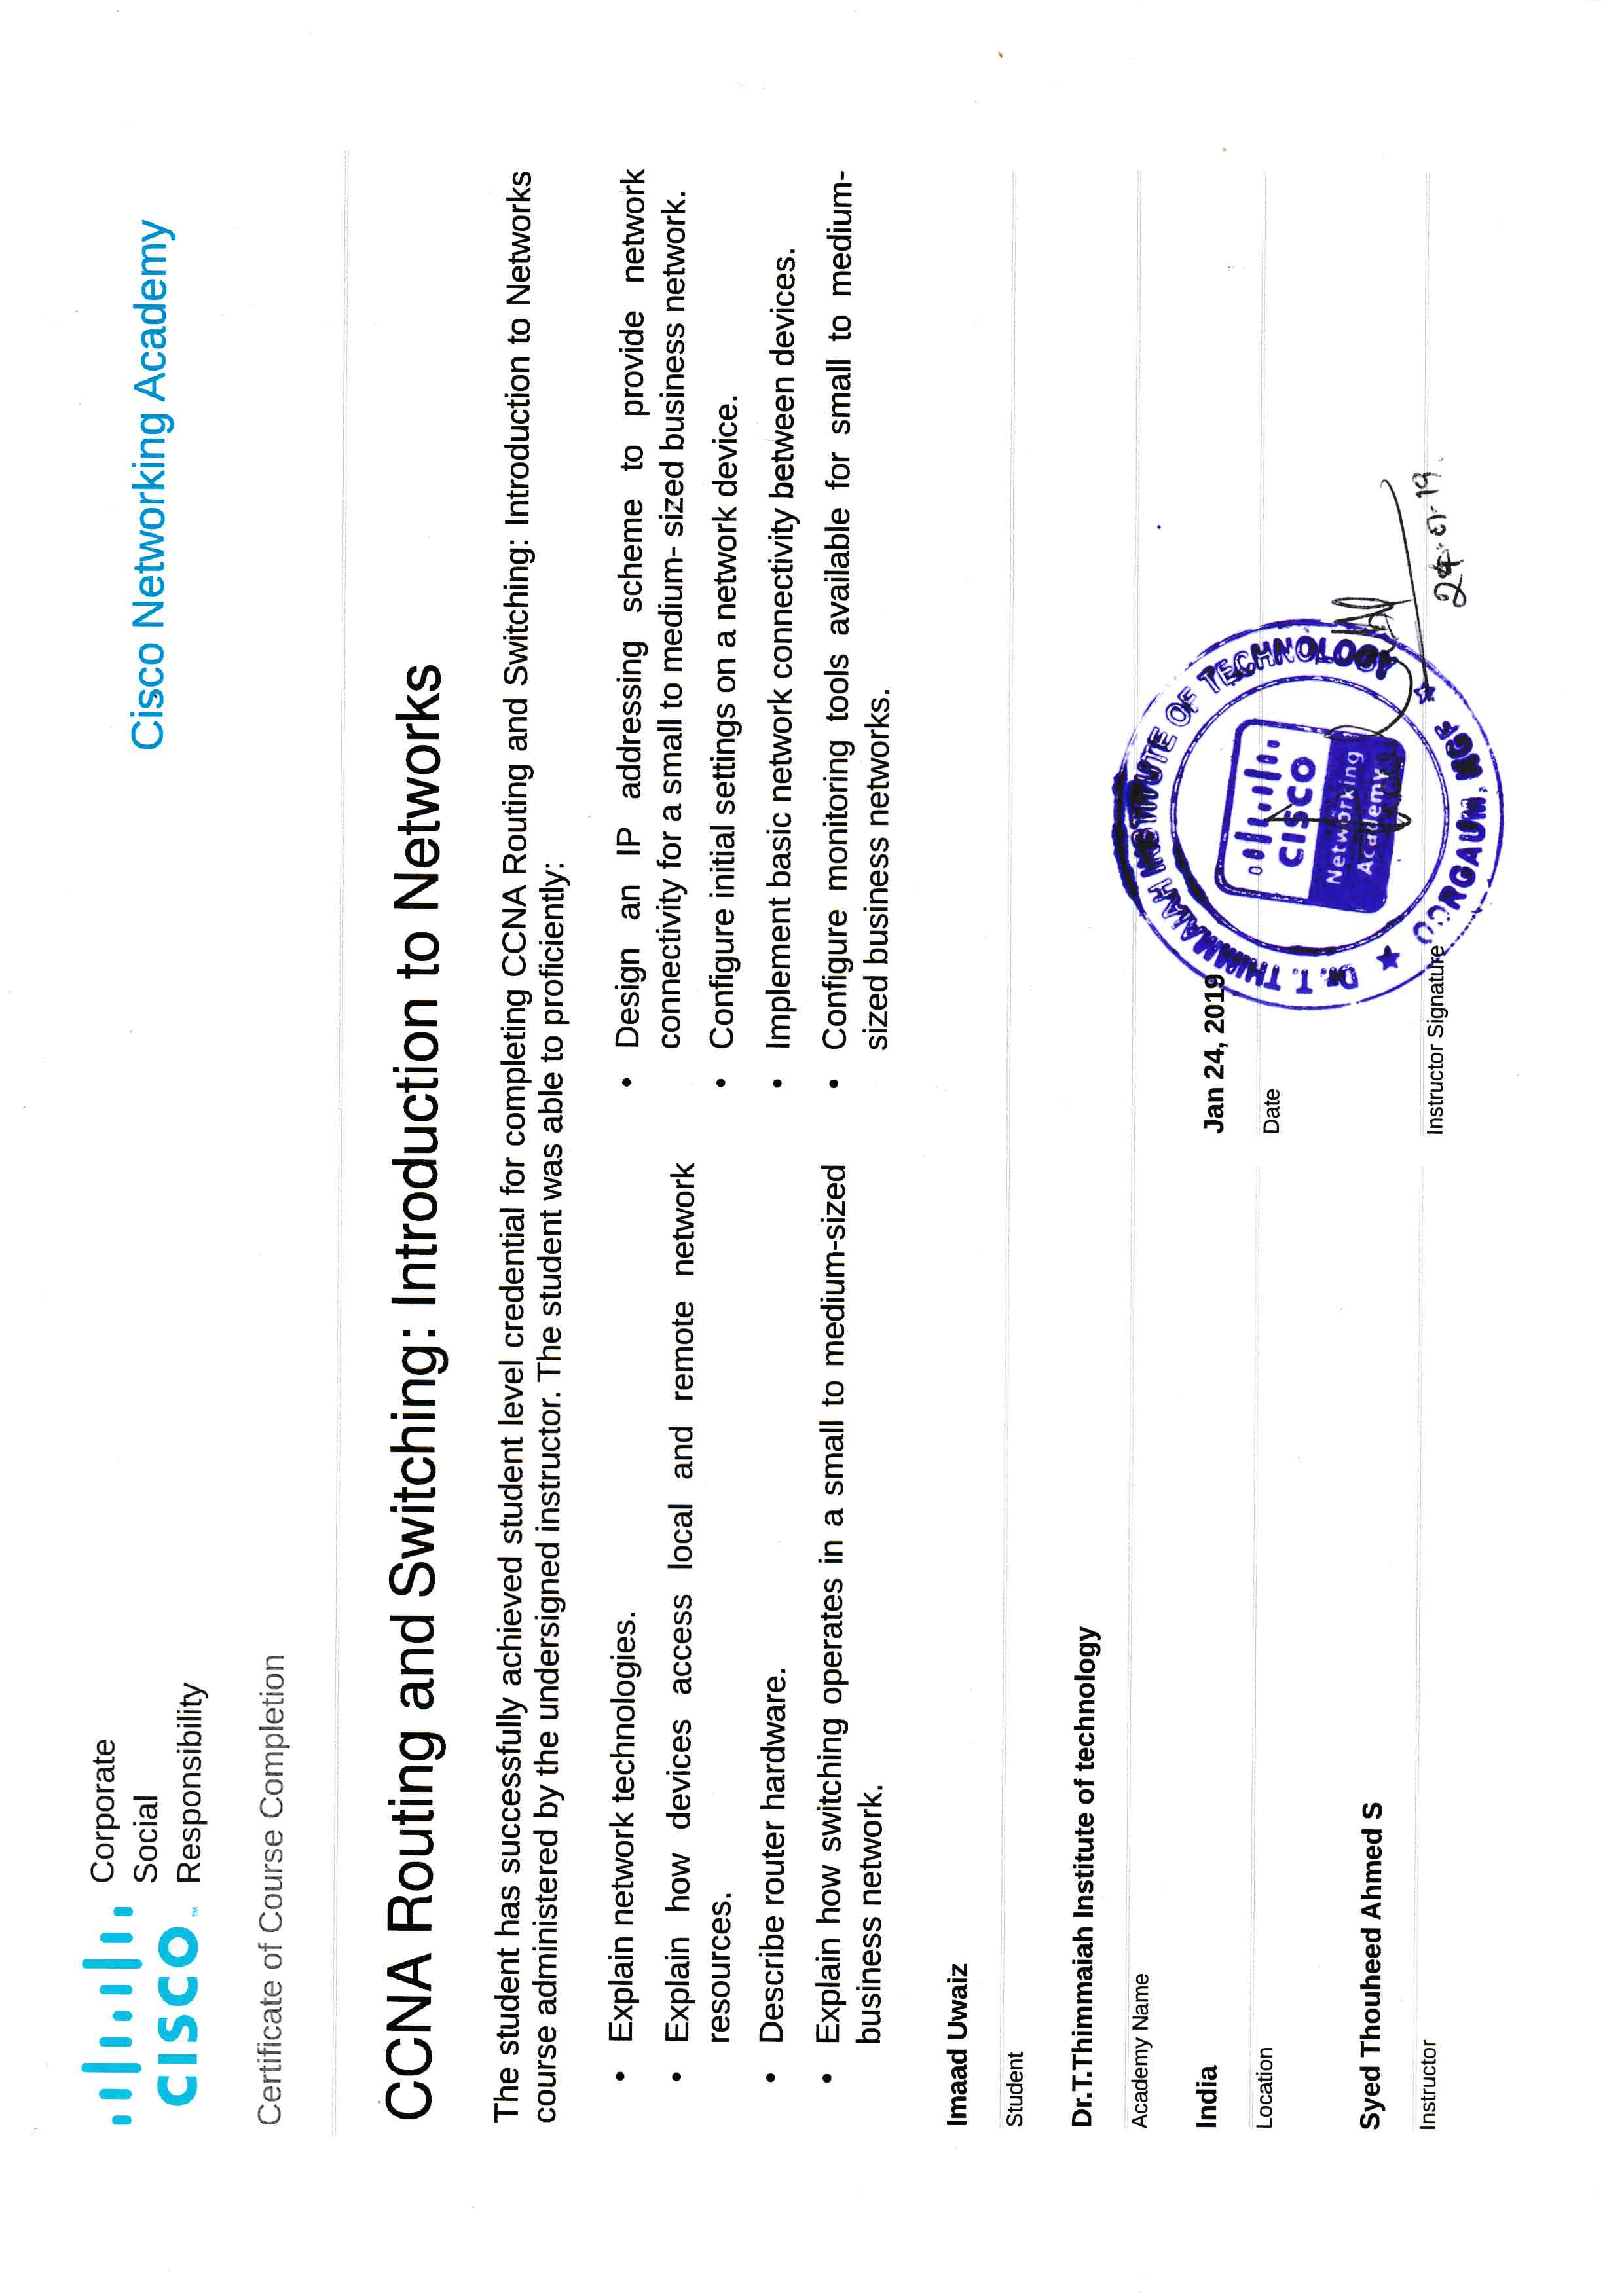 Corporate
Social
Responsibility
CISCO™
Cisco Networking Academy
Certificate of Course Completion
CCNA Routing and Switching: Introduction to Networks
The student has successfully achieved student level credential for completing CCNA Routing and Switching: Introduction to Networks
course administered by the undersigned instructor. The student was able to proficiently:
• Explain network technologies.
• Explain how devices access local and remote network
resources.
• Describe router hardware.
• Explain how switching operates in a small to medium-sized
business network.
• Design an IP addressing scheme to provide network
connectivity for a small to medium- sized business network.
• Configure initial settings on a network device.
• Implement basic network connectivity between devices.
• Configure monitoring tools available for small to medium-
sized business networks.
Imaad Uwaiz
Student
Dr.T.Thimmaiah Institute of technology
Academy Name
India
Location
Jan 24, 2019
Date
Syed Thouheed Ahmed S
Instructor
Instructor Signature
DR. T. THIMMAIAH INSTITUTE OF TECHNOLOGY
CISCO
Networking
Academy
OORGAUM, KGF
24-01-19